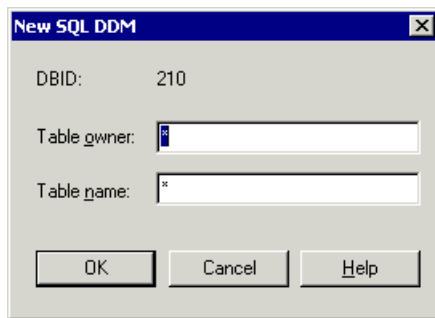 New SQL DDM
DBID: 210
Table owner: *
Table name: *
OK Cancel Help